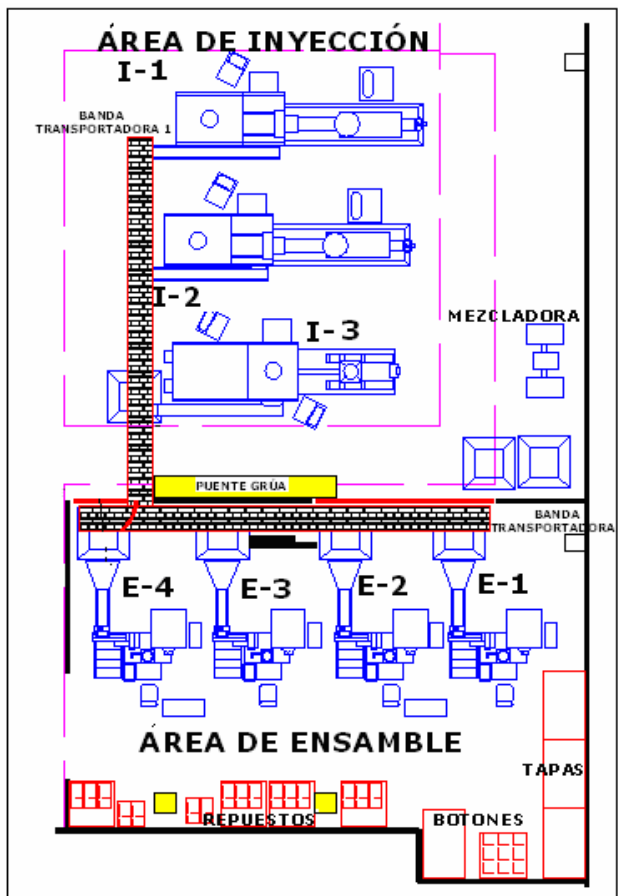 ÁREA DE INYECCIÓN
I-1
BANDA
TRANSPORTADORA 1
I-2
MEZCLADORA
I-3
PUENTE GRÚA
BANDA
TRANSPORTADORA
E-4
E-3
E-2
E-1
ÁREA DE ENSAMBLE
TAPAS
REPUESTOS
BOTONES